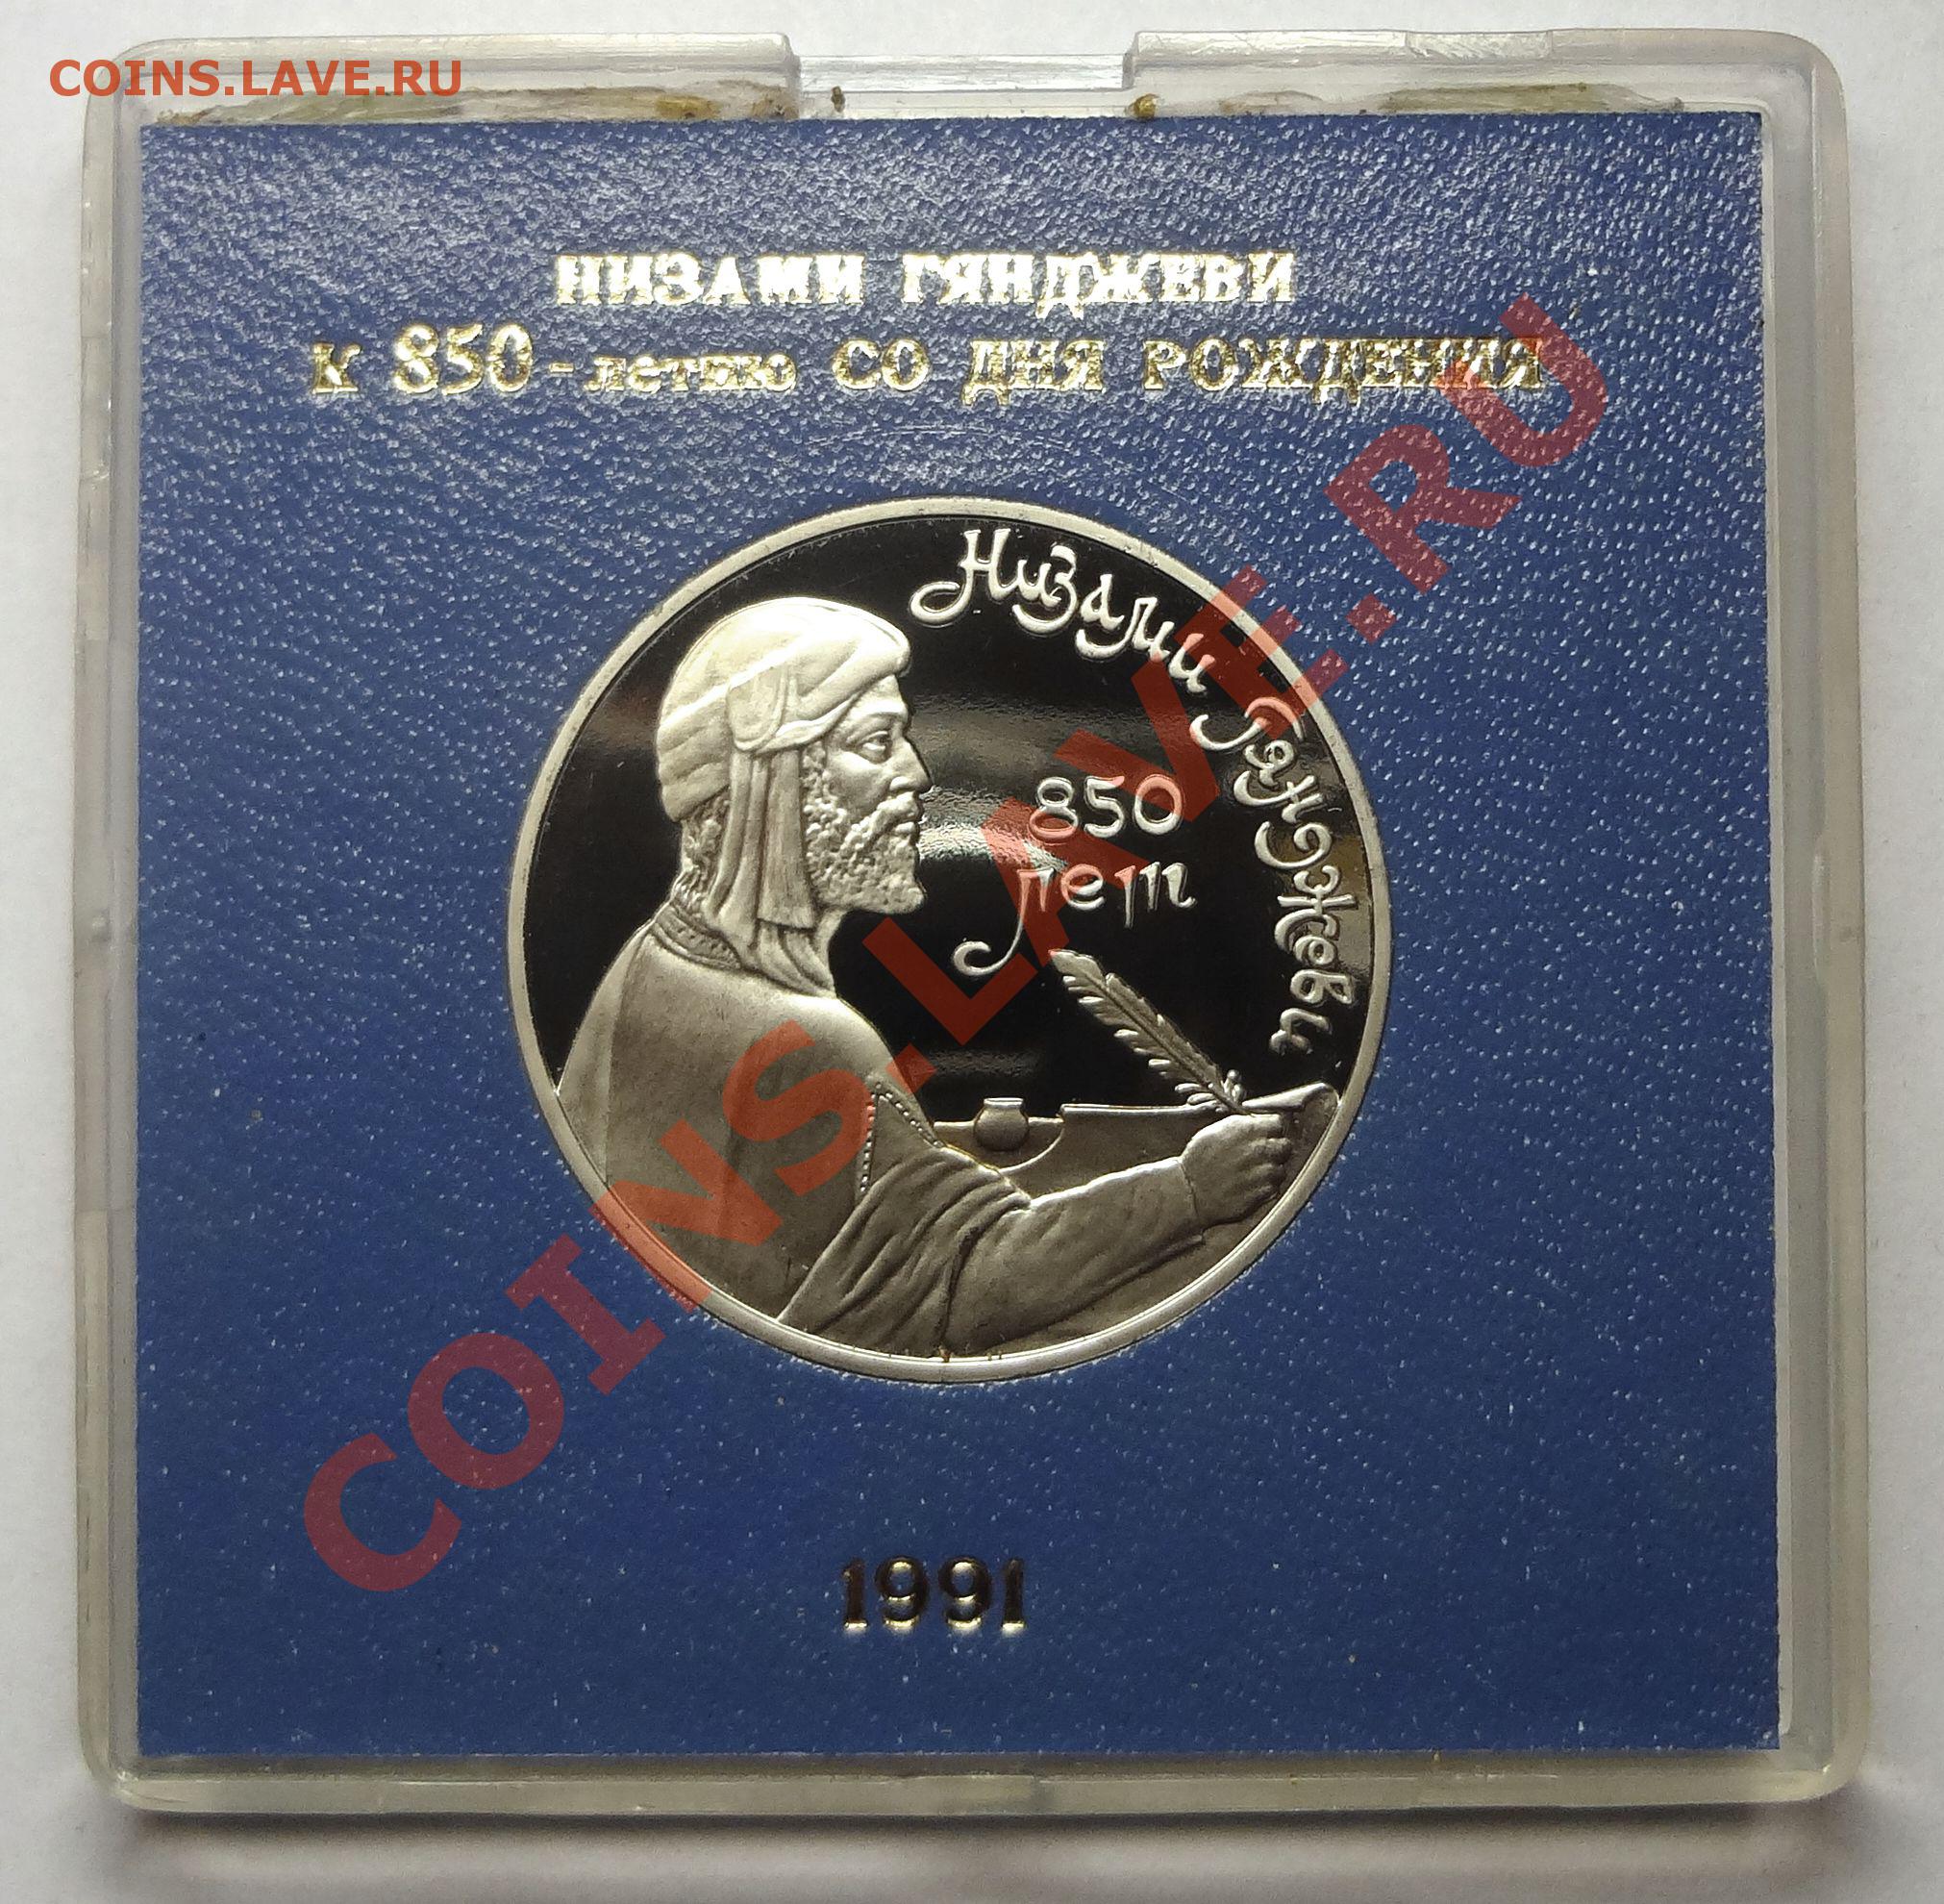 COINS.LAVE.RU
НИЗАМИ ГЯНДЖЕВИ
К 850-летию СО ДНЯ РОЖДЕНИЯ
Низами Гянджеви
850
лет
1991
COINS.LAVE.RU